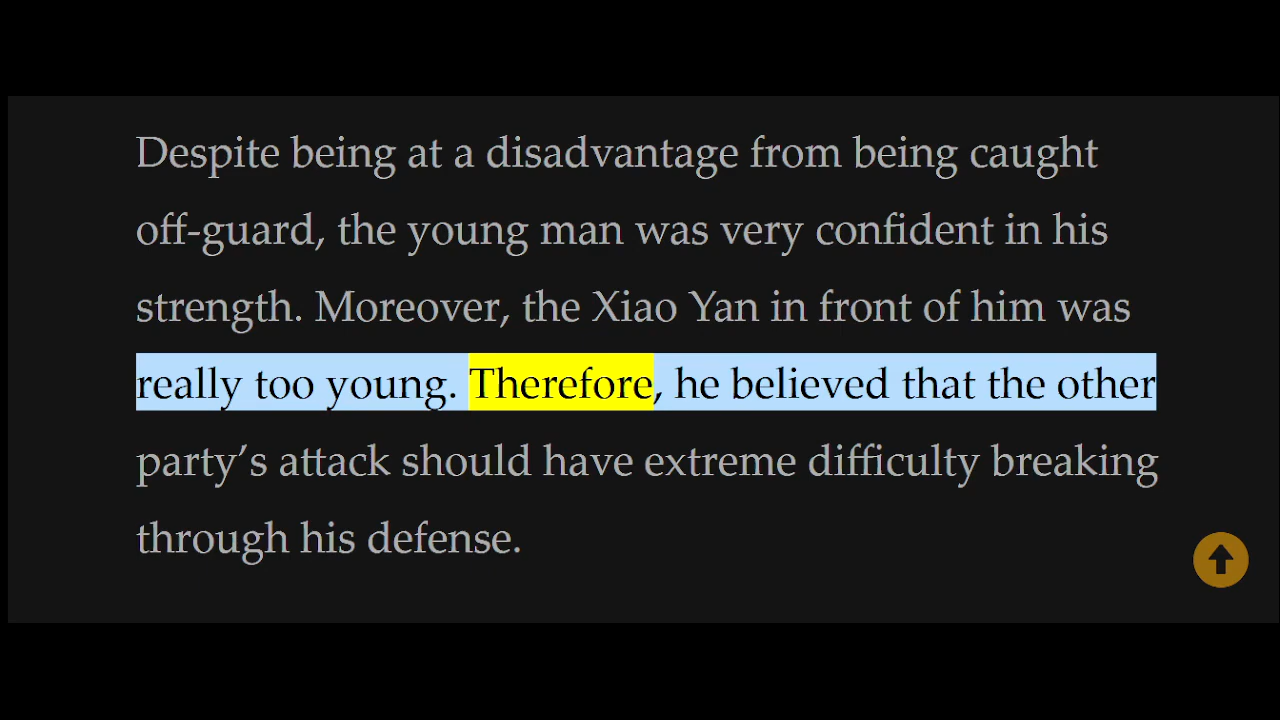 Despite being at a disadvantage from being caught
off-guard, the young man was very confident in his
strength. Moreover, the Xiao Yan in front of him was
really too young. Therefore, he believed that the other
party’s attack should have extreme difficulty breaking
through his defense.